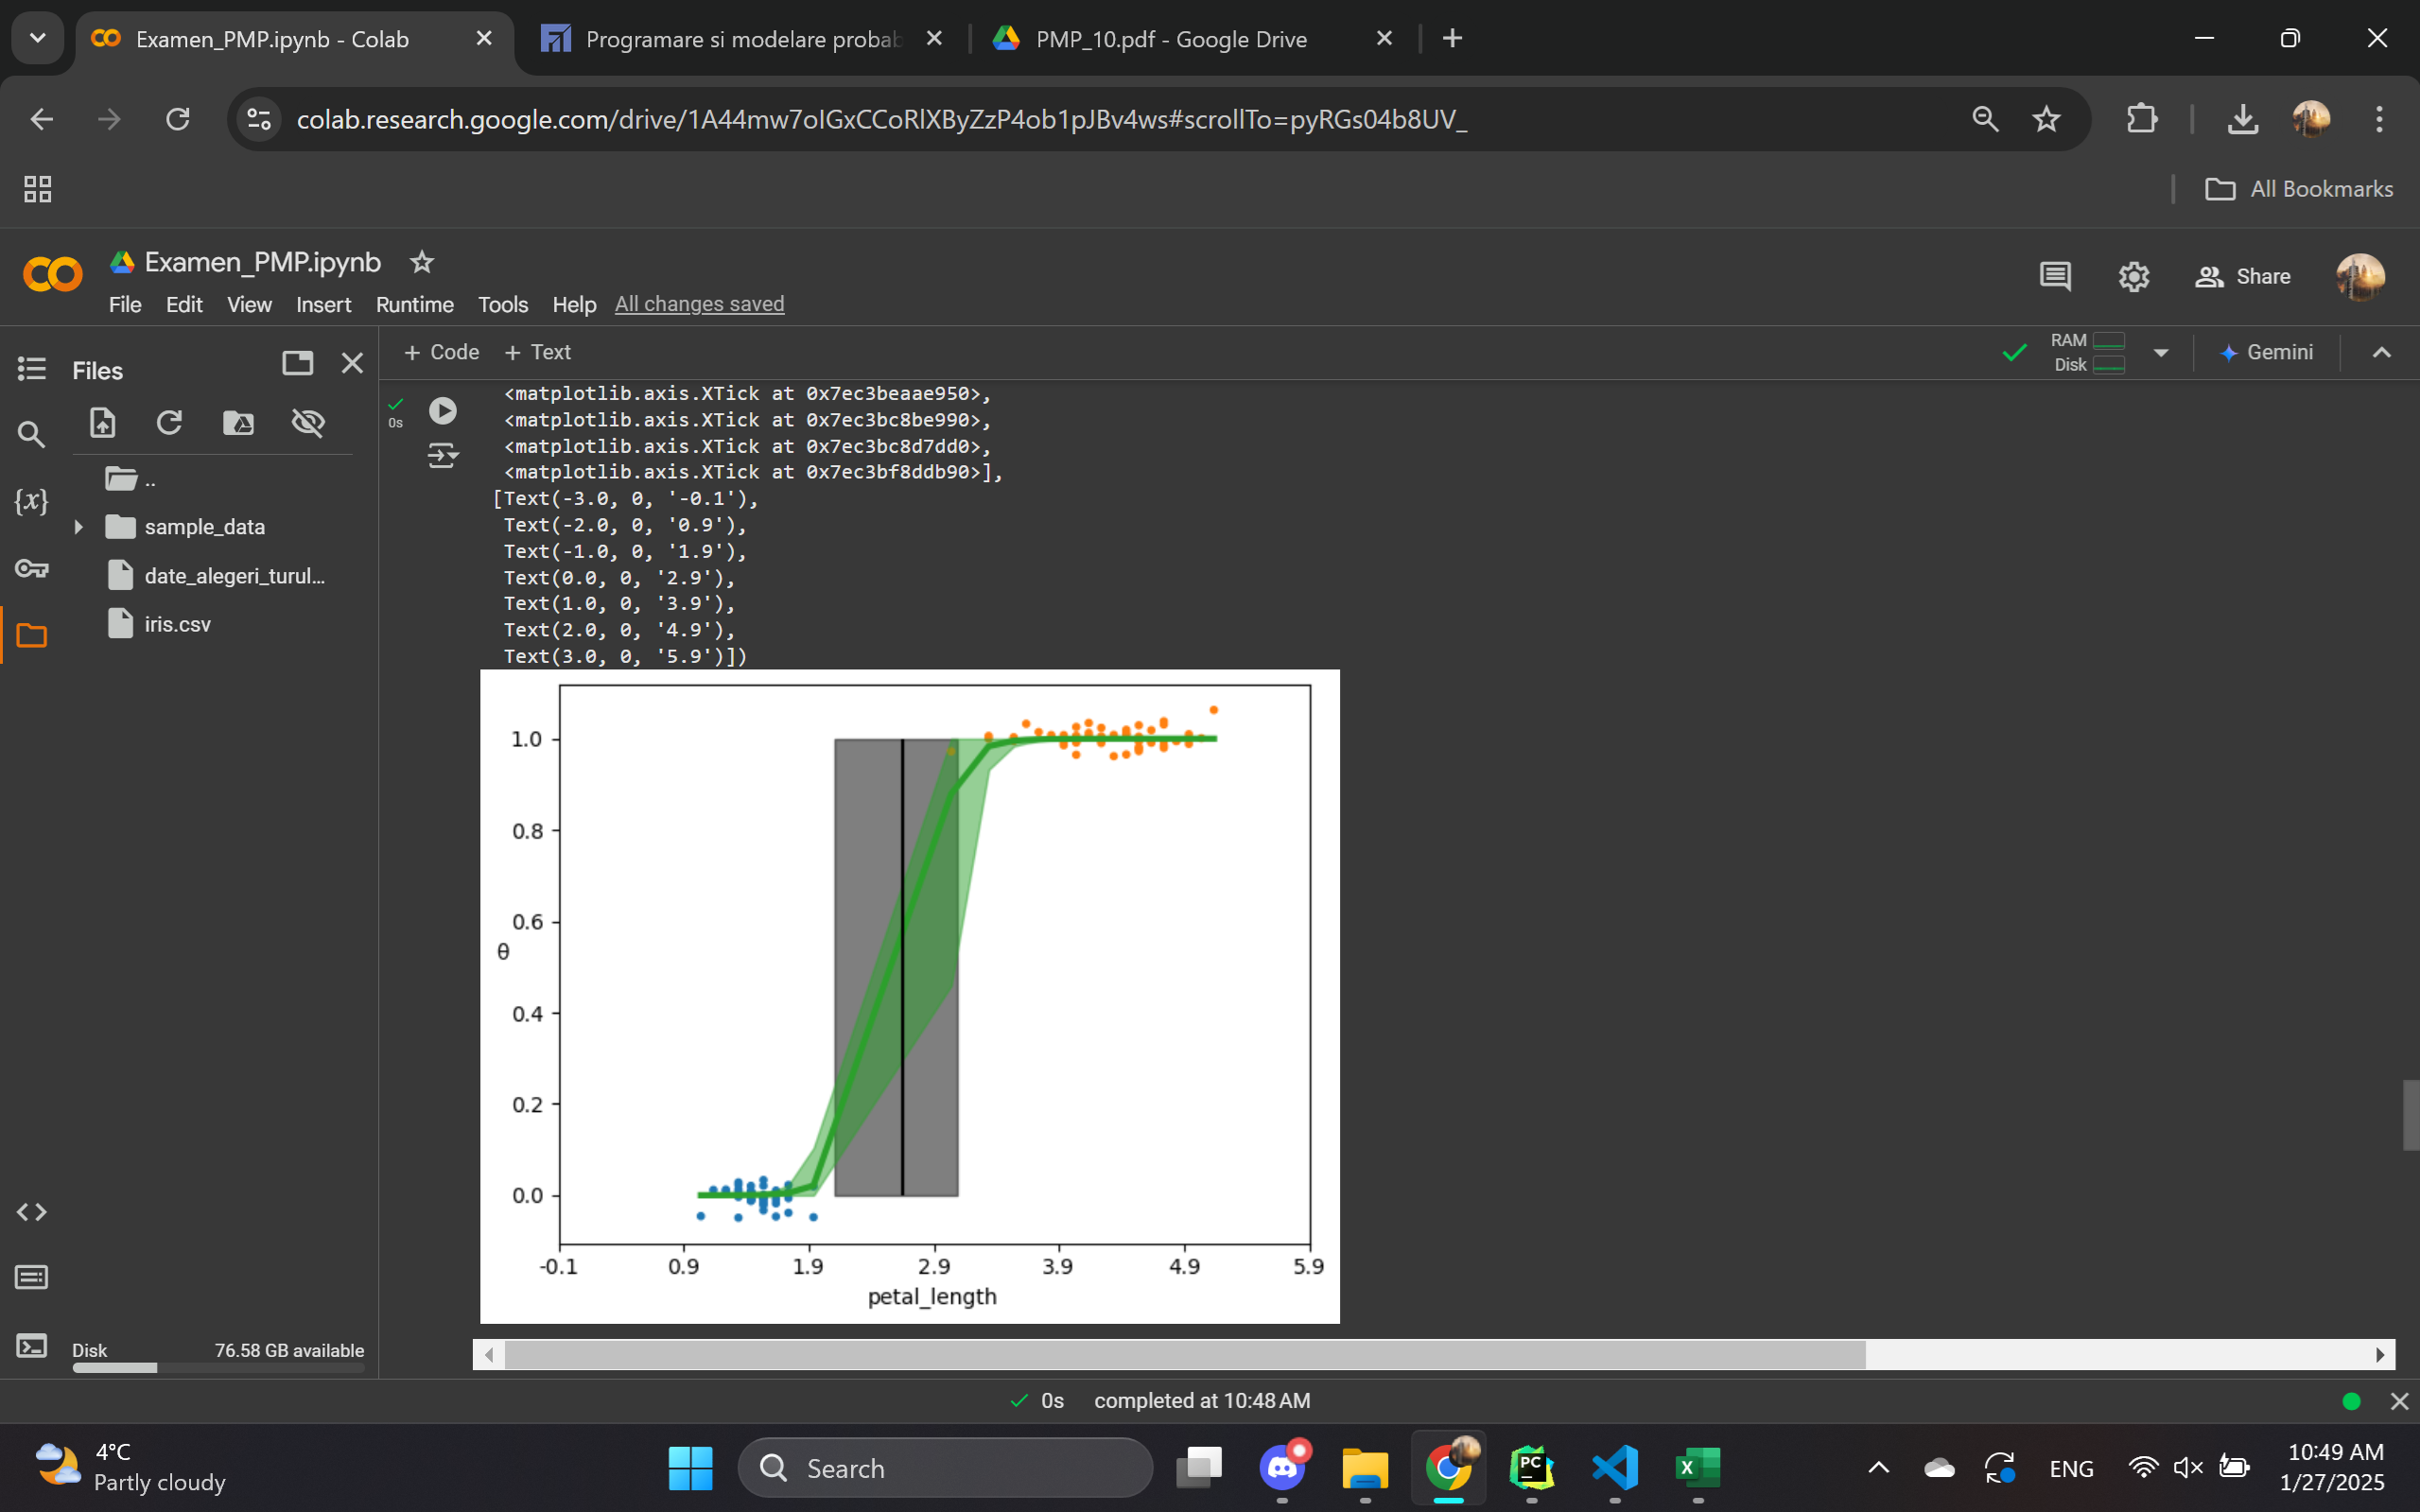 Examen_PMP.ipynb - Colab
Programare si modelare probab
PMP_10.pdf - Google Drive
colab.research.google.com/drive/1A44mw7oIGxCCoRlXByZzP4ob1pJBv4ws#scrollTo=pyRGs04b8UV_
All Bookmarks
Examen_PMP.ipynb
File Edit View Insert Runtime Tools Help All changes saved
Share
Files
+ Code + Text
RAM
Disk
Gemini
..
sample_data
date_alegeri_turul...
iris.csv
{x}
0s
<matplotlib.axis.XTick at 0x7ec3beaae950>,
<matplotlib.axis.XTick at 0x7ec3bc8be990>,
<matplotlib.axis.XTick at 0x7ec3bc8d7dd0>,
<matplotlib.axis.XTick at 0x7ec3bf8ddb90>],
[Text(-3.0, 0, '-0.1'),
Text(-2.0, 0, '0.9'),
Text(-1.0, 0, '1.9'),
Text(0.0, 0, '2.9'),
Text(1.0, 0, '3.9'),
Text(2.0, 0, '4.9'),
Text(3.0, 0, '5.9')])
1.0
0.8
0.6
θ
0.4
0.2
0.0
-0.1 0.9 1.9 2.9 3.9 4.9 5.9
petal_length
Disk 76.58 GB available
0s completed at 10:48 AM
4°C
Partly cloudy
Search
PC
X
ENG
10:49 AM
1/27/2025